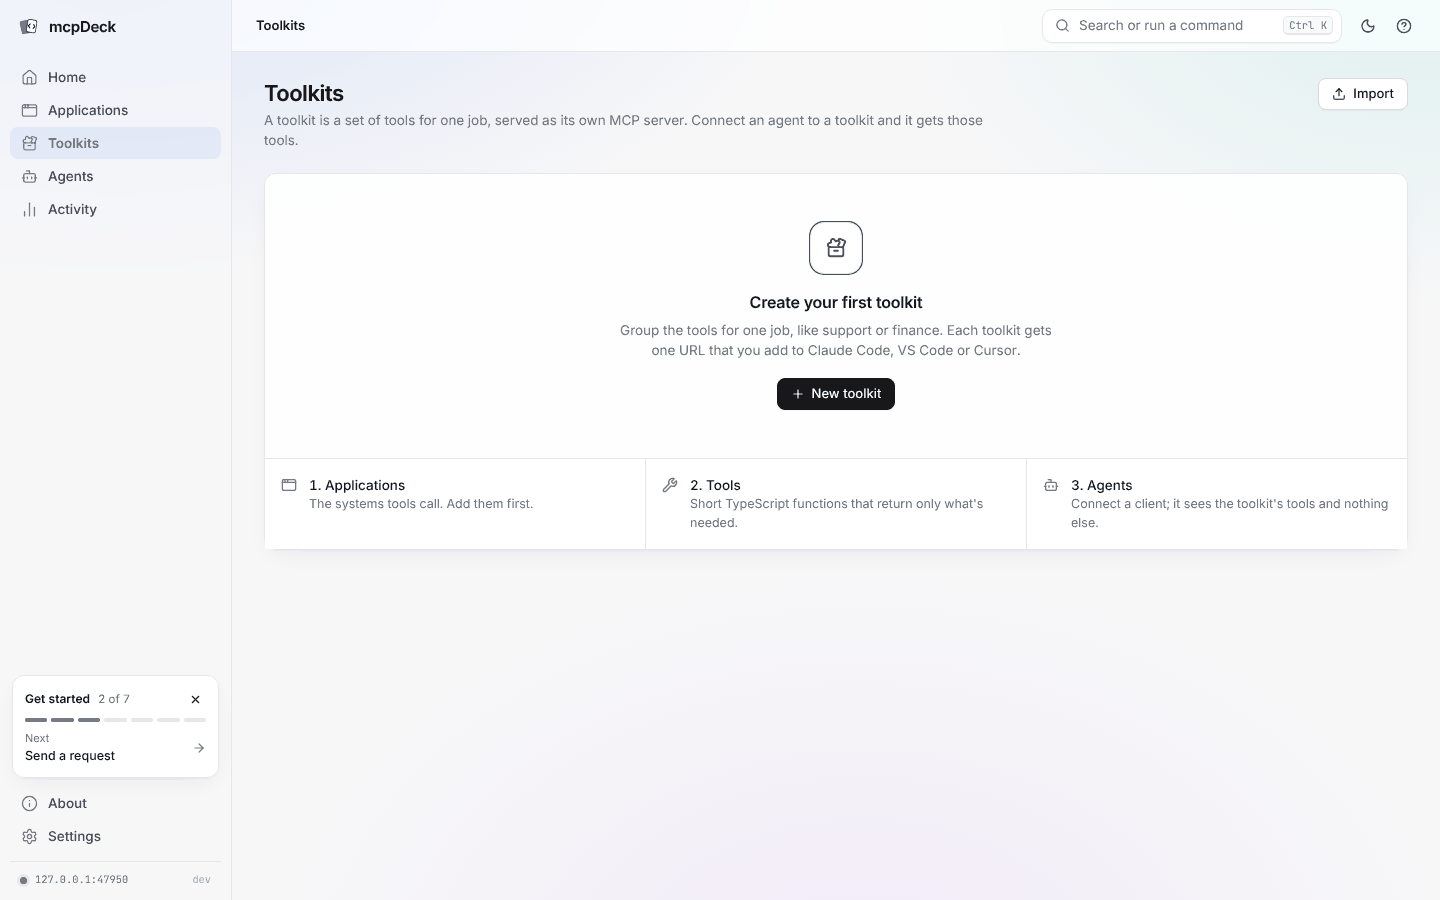 mcpDeck
Toolkits
Search or run a command
Ctrl K
Home
Applications
Toolkits
Agents
Activity
Toolkits
Import
A toolkit is a set of tools for one job, served as its own MCP server. Connect an agent to a toolkit and it gets those
tools.
Create your first toolkit
Group the tools for one job, like support or finance. Each toolkit gets
one URL that you add to Claude Code, VS Code or Cursor.
New toolkit
1. Applications
The systems tools call. Add them first.
2. Tools
Short TypeScript functions that return only what's
needed.
3. Agents
Connect a client; it sees the toolkit's tools and nothing
else.
Get started 2 of 7
Next
Send a request
About
Settings
127.0.0.1:47950
dev